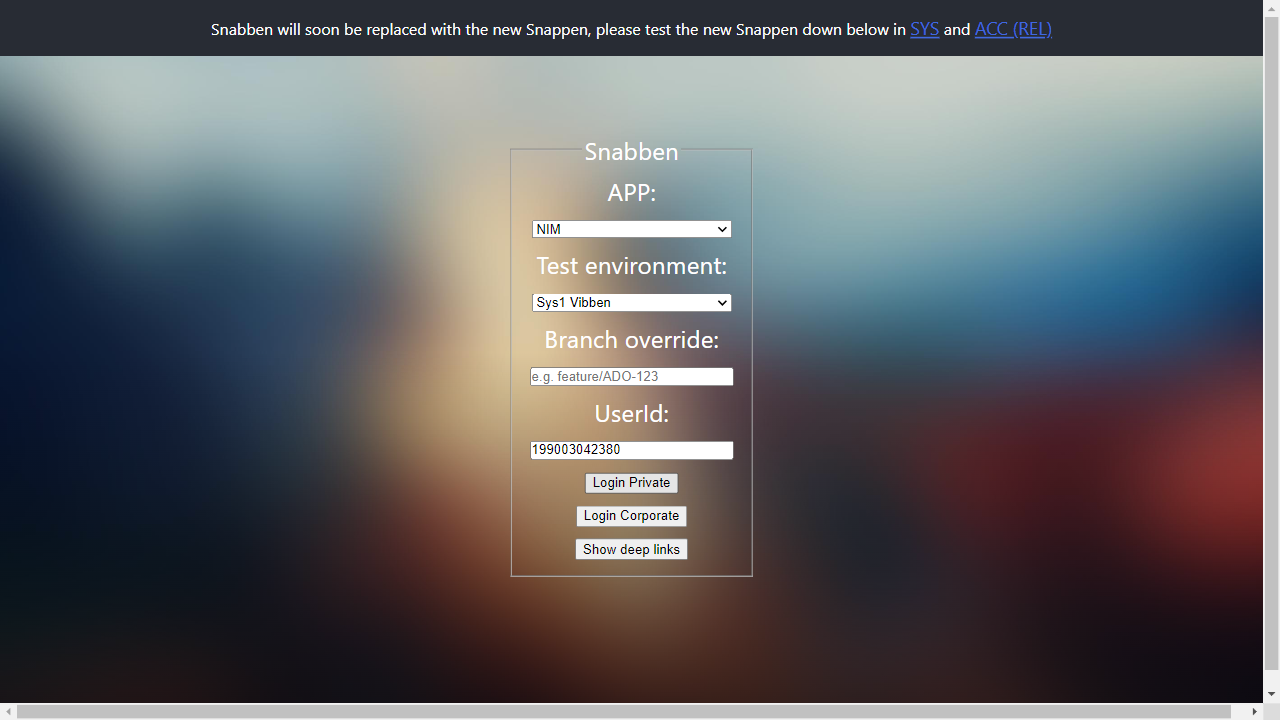 Snabben will soon be replaced with the new Snappen, please test the new Snappen down below in SYS and ACC (REL)
Snabben
APP:
NIM
Test environment:
Sys1 Vibben
Branch override:
e.g. feature/ADO-123
UserId:
199003042380
Login Private
Login Corporate
Show deep links